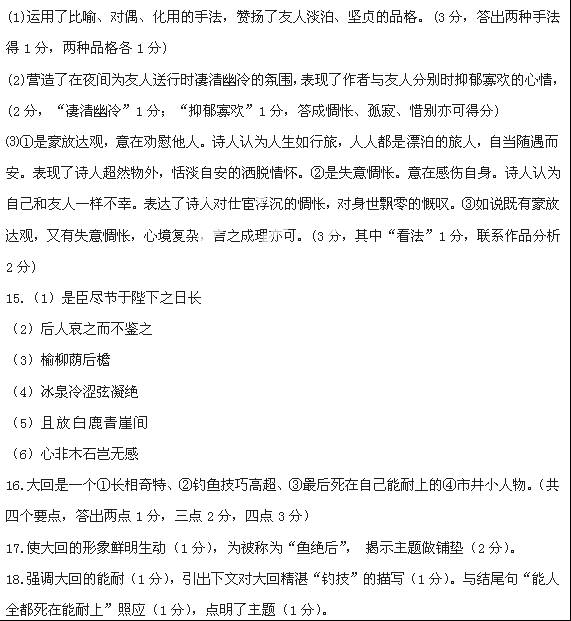 (1)运用了比喻、对偶、化用的手法，赞扬了友人淡泊、坚贞的品格。(3分，答出两种手法
得1分，两种品格各1分)
(2)营造了在夜间为友人送行时凄清幽冷的氛围,表现了作者与友人分别时抑郁寡欢的心情,
(2分，“凄清幽冷”1分；“抑郁寡欢”1分，答成惆怅、孤寂、惜别亦可得分)
⑶①是豪放达观，意在劝慰他人。诗人认为人生如行旅，人人都是漂泊的旅人，自当随遇而
安。表现了诗人超然物外，恬淡自安的洒脱情怀。②是失意惆怅。意在感伤自身。诗人认为
自己和友人一样不幸。表达了诗人对仕宦浮沉的惆怅，对身世飘零的慨叹。③如说既有豪放
达观，又有失意惆怅，心境复杂，言之成理亦可。(3分，其中“看法”1分，联系作品分析
2分)
15.（1）是臣尽节于陛下之日长
（2）后人哀之而不鉴之
（3）榆柳荫后檐
（4）冰泉冷涩弦凝绝
（5）且放白鹿青崖间
（6）心非木石岂无感
16.大回是一个①长相奇特、②钓鱼技巧高超、③最后死在自己能耐上的④市井小人物。（共
四个要点，答出两点1分，三点2分，四点3分）
17.使大回的形象鲜明生动（1分），为被称为“鱼绝后”， 揭示主题做铺垫（2分）。
18.强调大回的能耐（1分），引出下文对大回精湛“钓技”的描写（1分）。与结尾句“能人
全都死在能耐上”照应（1分），点明了主题（1分）。